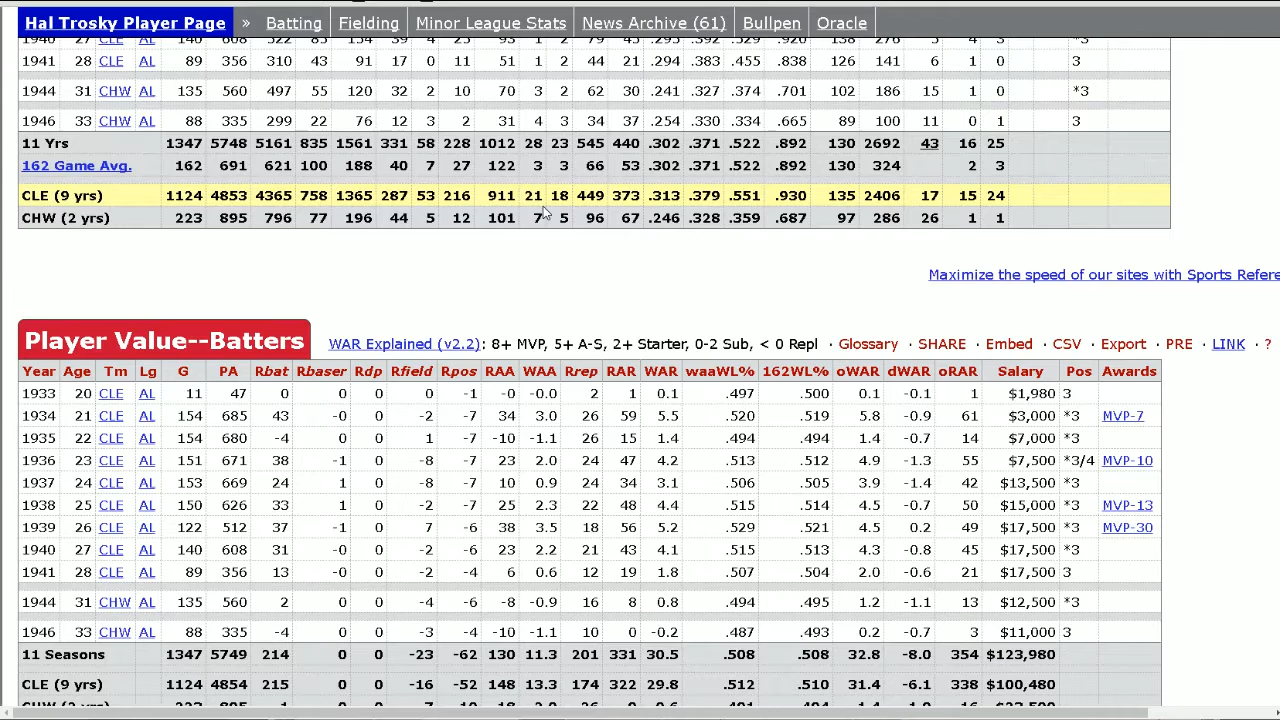 Hal Trosky Player Page » Batting Fielding Minor League Stats News Archive (61) Bullpen Oracle
1940 27 CLE AL 140 608 522 85 154 39 4 25 93 1 2 79 45 .295 .392 .529 .920 138 276 5 4 3 *3
1941 28 CLE AL 89 356 310 43 91 17 0 11 51 1 2 44 21 .294 .383 .455 .838 126 141 6 1 0 3
1944 31 CHW AL 135 560 497 55 120 32 2 10 70 3 2 62 30 .241 .327 .374 .701 102 186 15 1 0 *3
1946 33 CHW AL 88 335 299 22 76 12 3 2 31 4 3 34 37 .254 .330 .334 .665 89 100 11 0 1 3
11 Yrs 1347 5748 5161 835 1561 331 58 228 1012 28 23 545 440 .302 .371 .522 .892 130 2692 43 16 25
162 Game Avg. 162 691 621 100 188 40 7 27 122 3 3 66 53 .302 .371 .522 .892 130 324 2 3
CLE (9 yrs) 1124 4853 4365 758 1365 287 53 216 911 21 18 449 373 .313 .379 .551 .930 135 2406 17 15 24
CHW (2 yrs) 223 895 796 77 196 44 5 12 101 7 5 96 67 .246 .328 .359 .687 97 286 26 1 1
Maximize the speed of our sites with Sports Refere
Player Value--Batters WAR Explained (v2.2): 8+ MVP, 5+ A-S, 2+ Starter, 0-2 Sub, < 0 Repl · Glossary · SHARE · Embed · CSV · Export · PRE · LINK · ?
Year Age Tm Lg G PA Rbat Rbaser Rdp Rfield Rpos RAA WAA Rrep RAR WAR waaWL% 162WL% oWAR dWAR oRAR Salary Pos Awards
1933 20 CLE AL 11 47 0 0 0 0 -1 -0 -0.0 2 1 0.1 .497 .500 0.1 -0.1 1 $1,980 3
1934 21 CLE AL 154 685 43 -0 0 -2 -7 34 3.0 26 59 5.5 .520 .519 5.8 -0.9 61 $3,000 *3 MVP-7
1935 22 CLE AL 154 680 -4 0 0 1 -7 -10 -1.1 26 15 1.4 .494 .494 1.4 -0.7 14 $7,000 *3
1936 23 CLE AL 151 671 38 -1 0 -8 -7 23 2.0 24 47 4.2 .513 .512 4.9 -1.3 55 $7,500 *3/4 MVP-10
1937 24 CLE AL 153 669 24 1 0 -8 -7 10 0.9 24 34 3.1 .506 .505 3.9 -1.4 42 $13,500 *3
1938 25 CLE AL 150 626 33 1 0 -2 -7 25 2.3 22 48 4.4 .515 .514 4.5 -0.7 50 $15,000 *3 MVP-13
1939 26 CLE AL 122 512 37 -1 0 7 -6 38 3.5 18 56 5.2 .529 .521 4.5 0.2 49 $17,500 *3 MVP-30
1940 27 CLE AL 140 608 31 -0 0 -2 -6 23 2.2 21 43 4.1 .515 .513 4.3 -0.8 45 $17,500 *3
1941 28 CLE AL 89 356 13 -0 0 -2 -4 6 0.6 12 19 1.8 .507 .504 2.0 -0.6 21 $17,500 3
1944 31 CHW AL 135 560 2 0 0 -4 -6 -8 -0.9 16 8 0.8 .494 .495 1.2 -1.1 13 $12,500 *3
1946 33 CHW AL 88 335 -4 0 0 -3 -4 -10 -1.1 10 0 -0.2 .487 .493 0.2 -0.7 3 $11,000 3
11 Seasons 1347 5749 214 0 0 -23 -62 130 11.3 201 331 30.5 .508 .508 32.8 -8.0 354 $123,980
CLE (9 yrs) 1124 4854 215 0 0 -16 -52 148 13.3 174 322 29.8 .512 .510 31.4 -6.1 338 $100,480